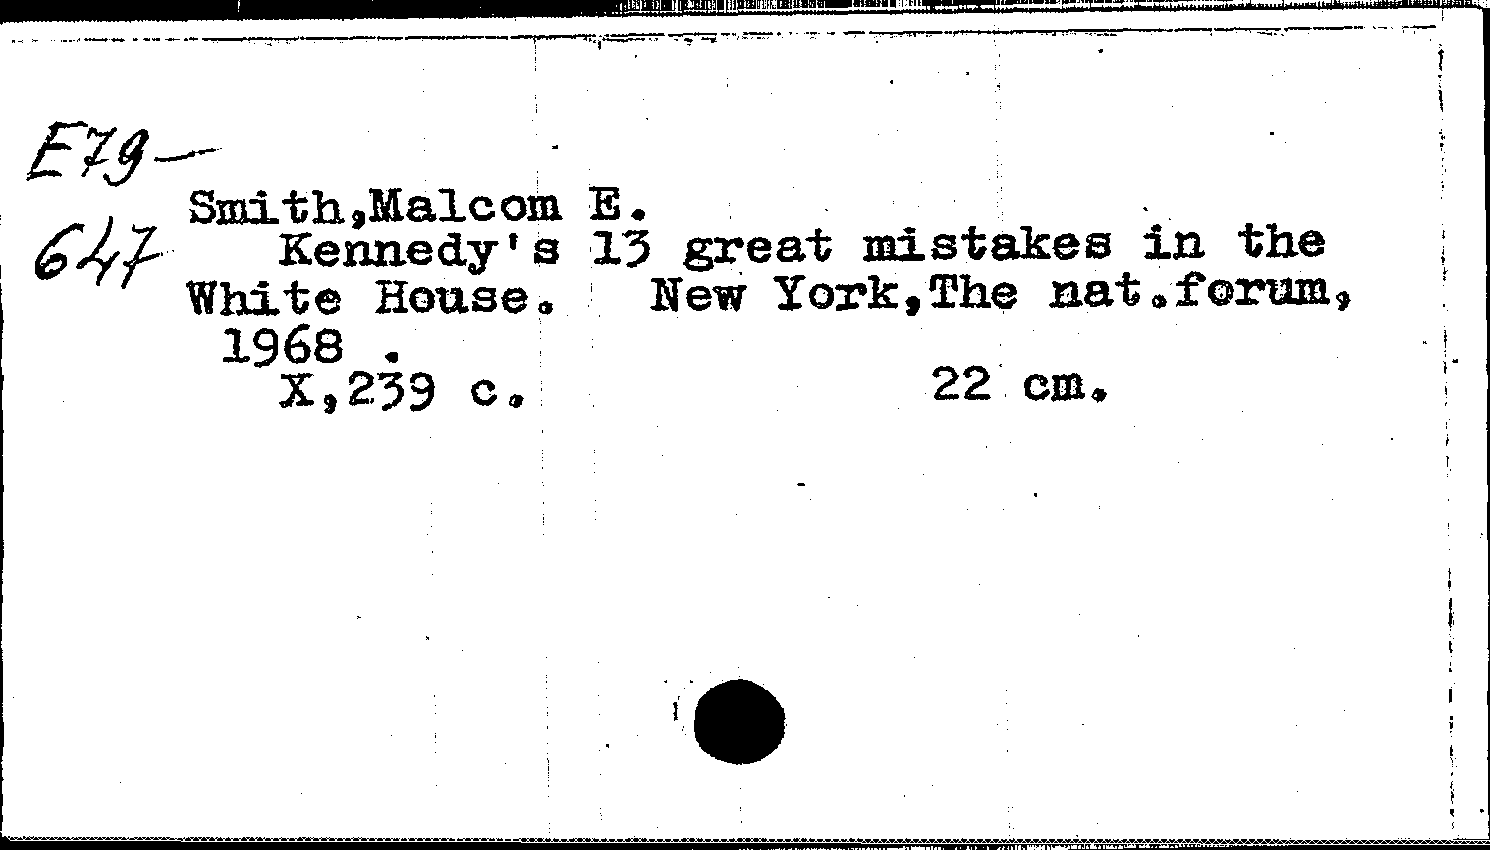 E79-
647
Smith,Malcom E.
Kennedy's 13 great mistakes in the
White House. New York,The nat.forum,
1968 .
X,239 c. 22 cm.